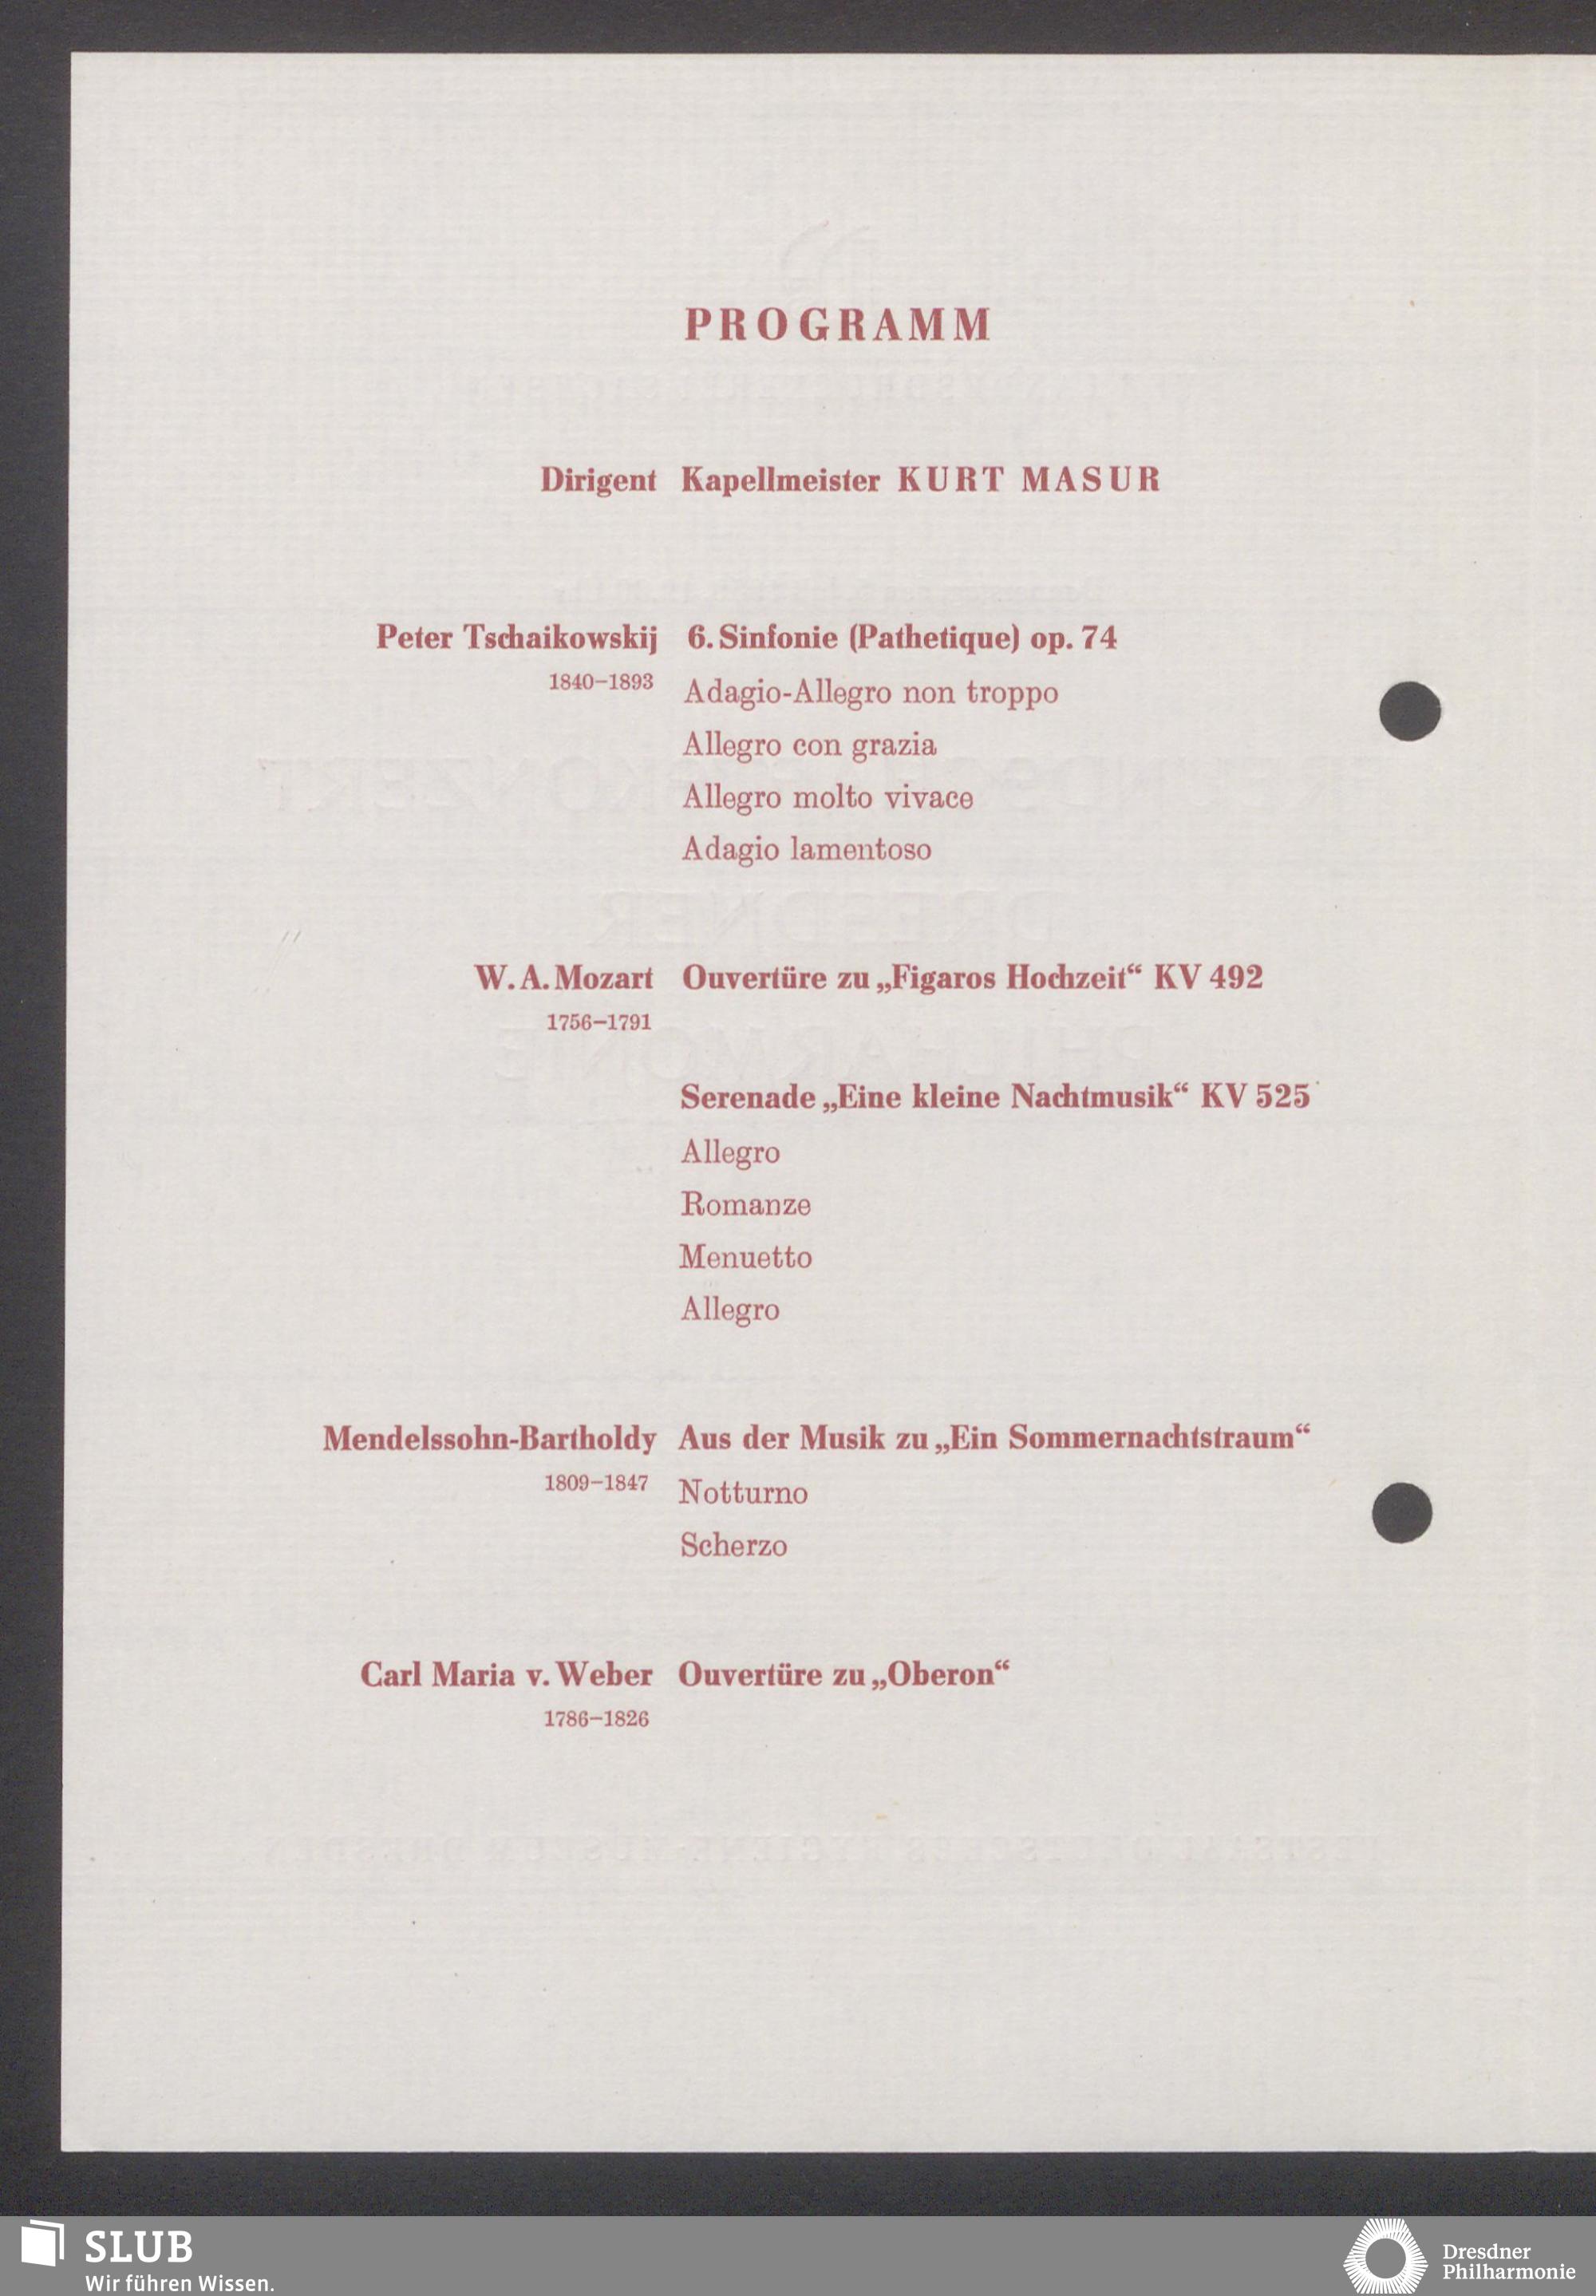 PROGRAMM
Dirigent Kapellmeister KURT MASUR
Peter Tschaikowskij 6. Sinfonie (Pathetique) op. 74
1840–1893 Adagio-Allegro non troppo
Allegro con grazia
Allegro molto vivace
Adagio lamentoso
W. A. Mozart Ouvertüre zu „Figaros Hochzeit“ KV 492
1756–1791
Serenade „Eine kleine Nachtmusik“ KV 525
Allegro
Romanze
Menuetto
Allegro
Mendelssohn-Bartholdy Aus der Musik zu „Ein Sommernachtstraum“
1809–1847 Notturno
Scherzo
Carl Maria v. Weber Ouvertüre zu „Oberon“
1786–1826
SLUB
Wir führen Wissen.
Dresdner
Philharmonie